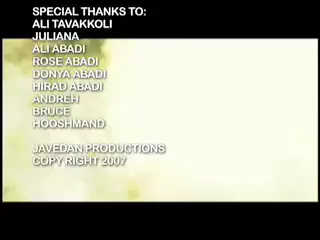 SPECIAL THANKS TO:
ALI TAVAKKOLI
JULIANA
ALI ABADI
ROSE ABADI
DONYA ABADI
HIRAD ABADI
ANDREH
BRUCE
HOOSHMAND
JAVEDAN PRODUCTIONS
COPY RIGHT 2007